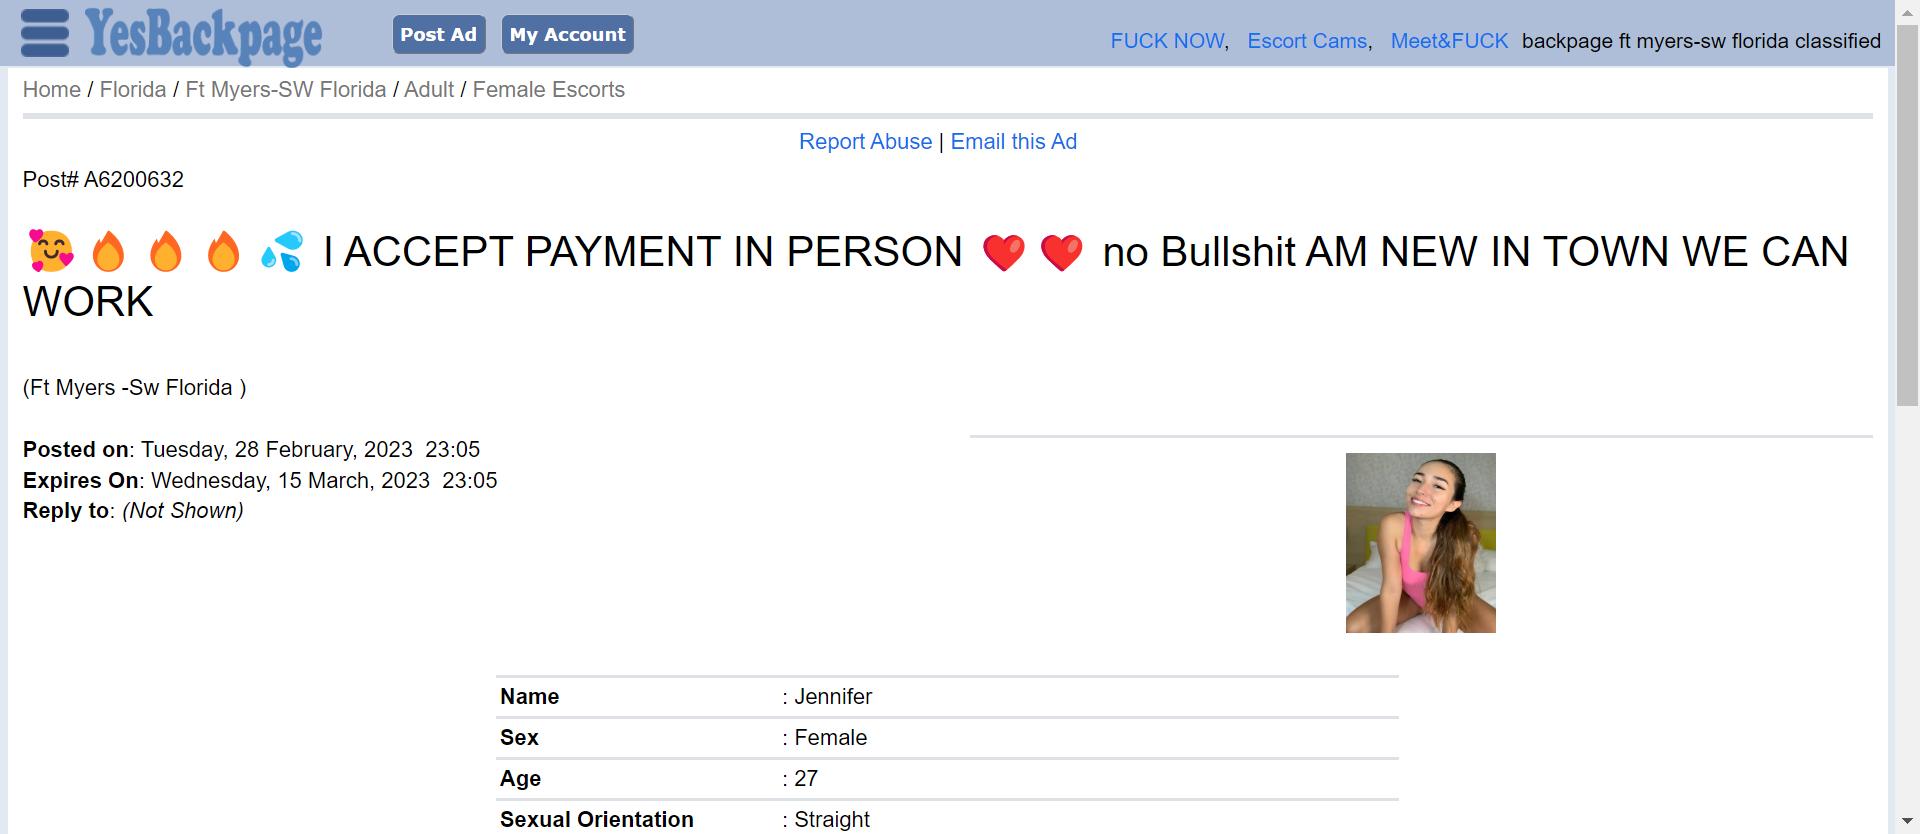 YesBackpage
Post Ad
My Account
FUCK NOW, Escort Cams, Meet&FUCK backpage ft myers-sw florida classified
Home / Florida / Ft Myers-SW Florida / Adult / Female Escorts
Report Abuse | Email this Ad
Post# A6200632
🥰🔥🔥🔥💦 I ACCEPT PAYMENT IN PERSON ❤️❤️ no Bullshit AM NEW IN TOWN WE CAN
WORK
(Ft Myers -Sw Florida )
Posted on: Tuesday, 28 February, 2023 23:05
Expires On: Wednesday, 15 March, 2023 23:05
Reply to: (Not Shown)
Name : Jennifer
Sex : Female
Age : 27
Sexual Orientation : Straight